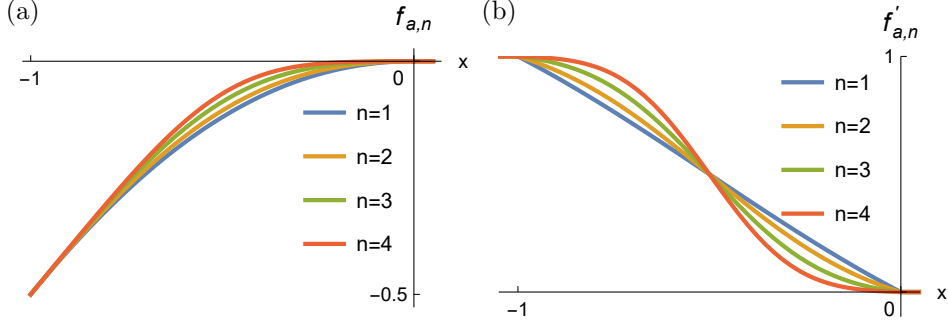 (a)
f_{a,n}
-1
0
x
n=1
n=2
n=3
n=4
-0.5
(b)
f'_{a,n}
1
n=1
n=2
n=3
n=4
-1
0
x